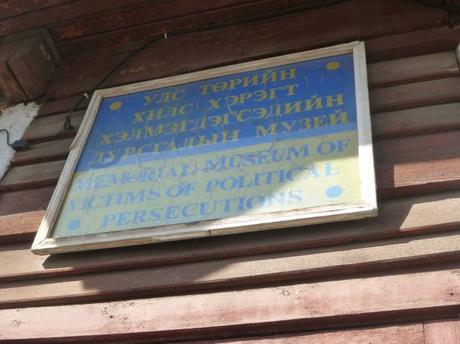 УЛС ТӨРИЙН
ХИЛС ХЭРЭГТ
ХЭЛМЭГДЭГСЭДИЙН
ДУРСГАЛЫН МУЗЕЙ
MEMORIAL MUSEUM OF
VICTIMS OF POLITICAL
PERSECUTIONS